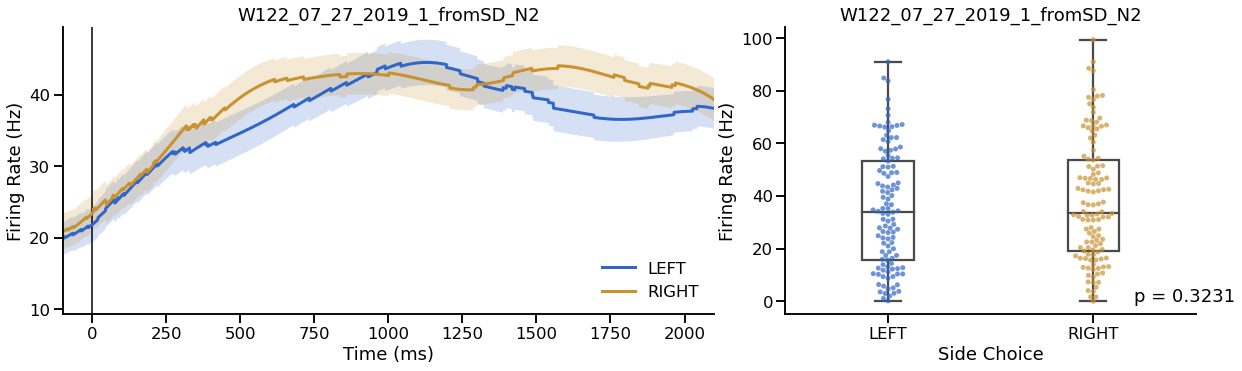 W122_07_27_2019_1_fromSD_N2
Firing Rate (Hz)
40
30
20
10
0
250
500
750
1000
1250
1500
1750
2000
Time (ms)
LEFT
RIGHT
W122_07_27_2019_1_fromSD_N2
Firing Rate (Hz)
100
80
60
40
20
0
p = 0.3231
LEFT
RIGHT
Side Choice